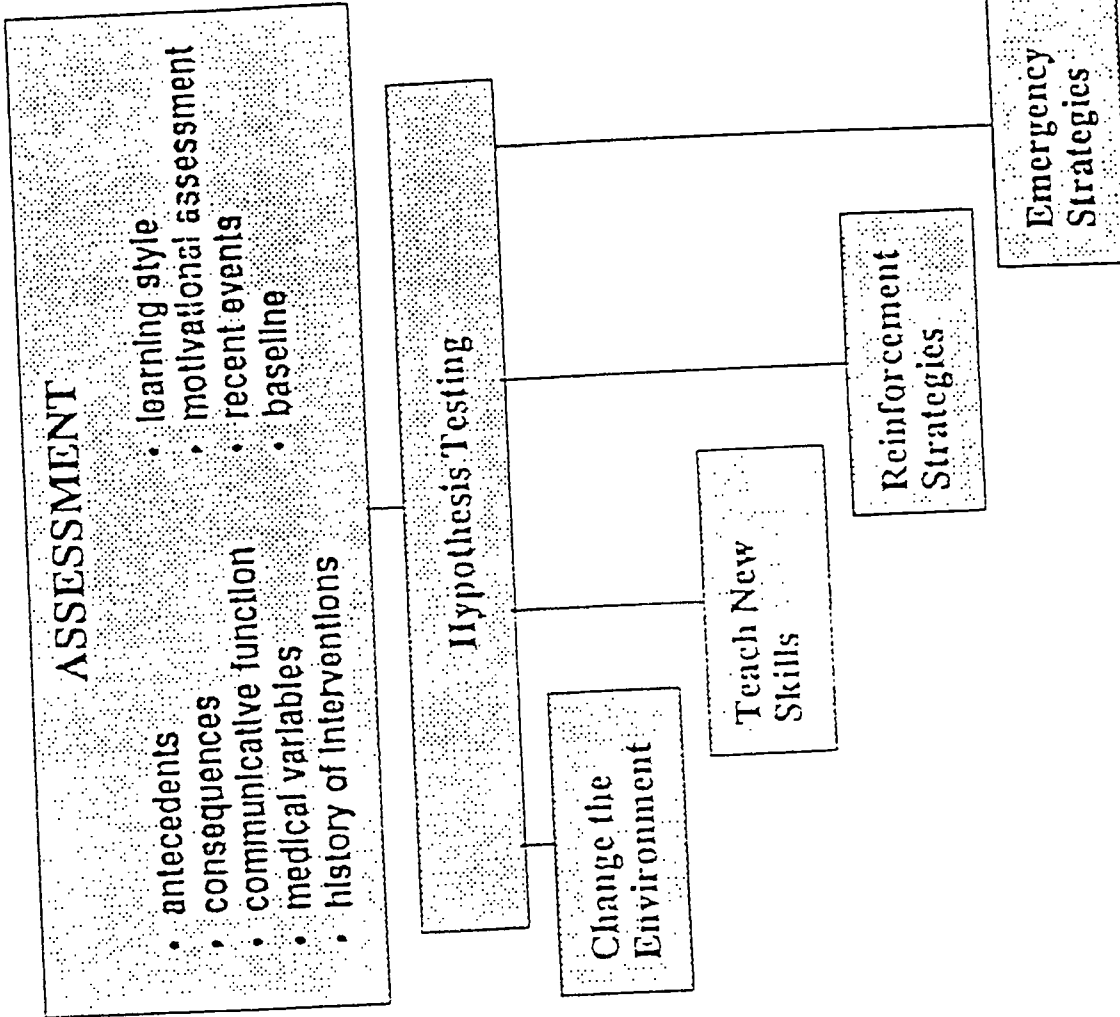 ASSESSMENT
• antecedents
• consequences
• communicative function
• medical variables
• history of interventions
• learning style
• motivational assessment
• recent events
• baseline
Hypothesis Testing
Change the
Environment
Teach New
Skills
Reinforcement
Strategies
Emergency
Strategies